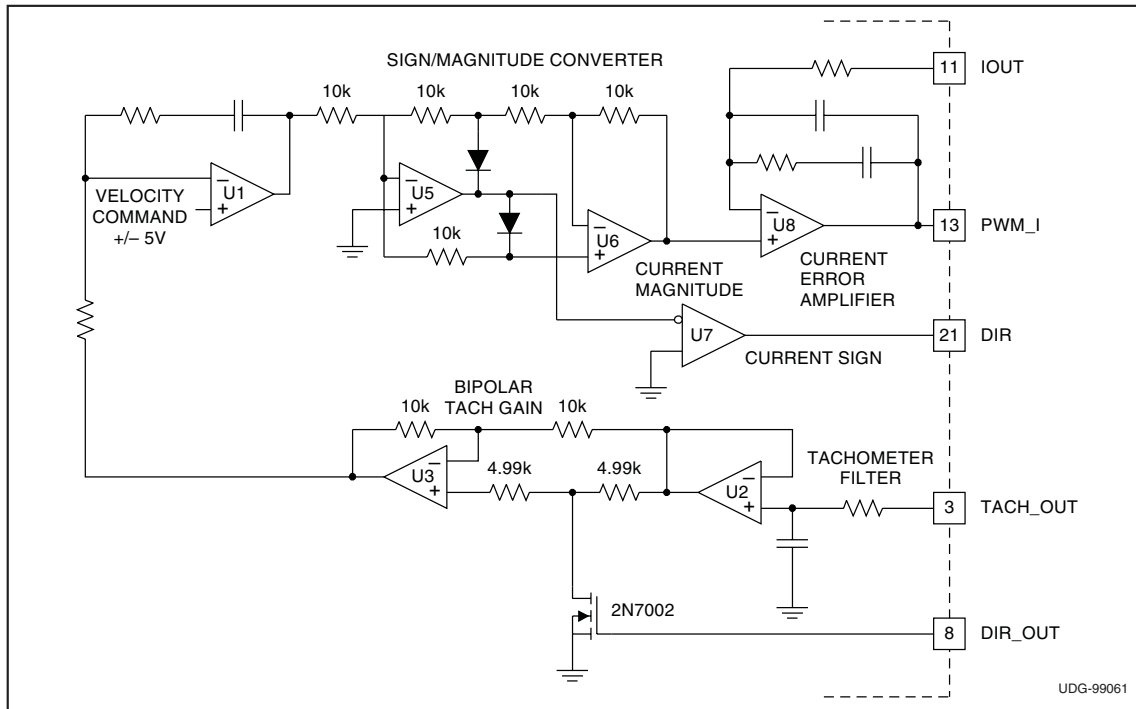 SIGN/MAGNITUDE CONVERTER
10k
10k
10k
10k
11
IOUT
VELOCITY
COMMAND
+/– 5V
–
+
U1
–
+
U5
10k
–
+
U6
–
+
U8
13
PWM_I
CURRENT
MAGNITUDE
CURRENT
ERROR
AMPLIFIER
U7
21
DIR
CURRENT SIGN
BIPOLAR
TACH GAIN
10k
10k
–
+
U3
4.99k
4.99k
–
+
U2
TACHOMETER
FILTER
3
TACH_OUT
2N7002
8
DIR_OUT
UDG-99061